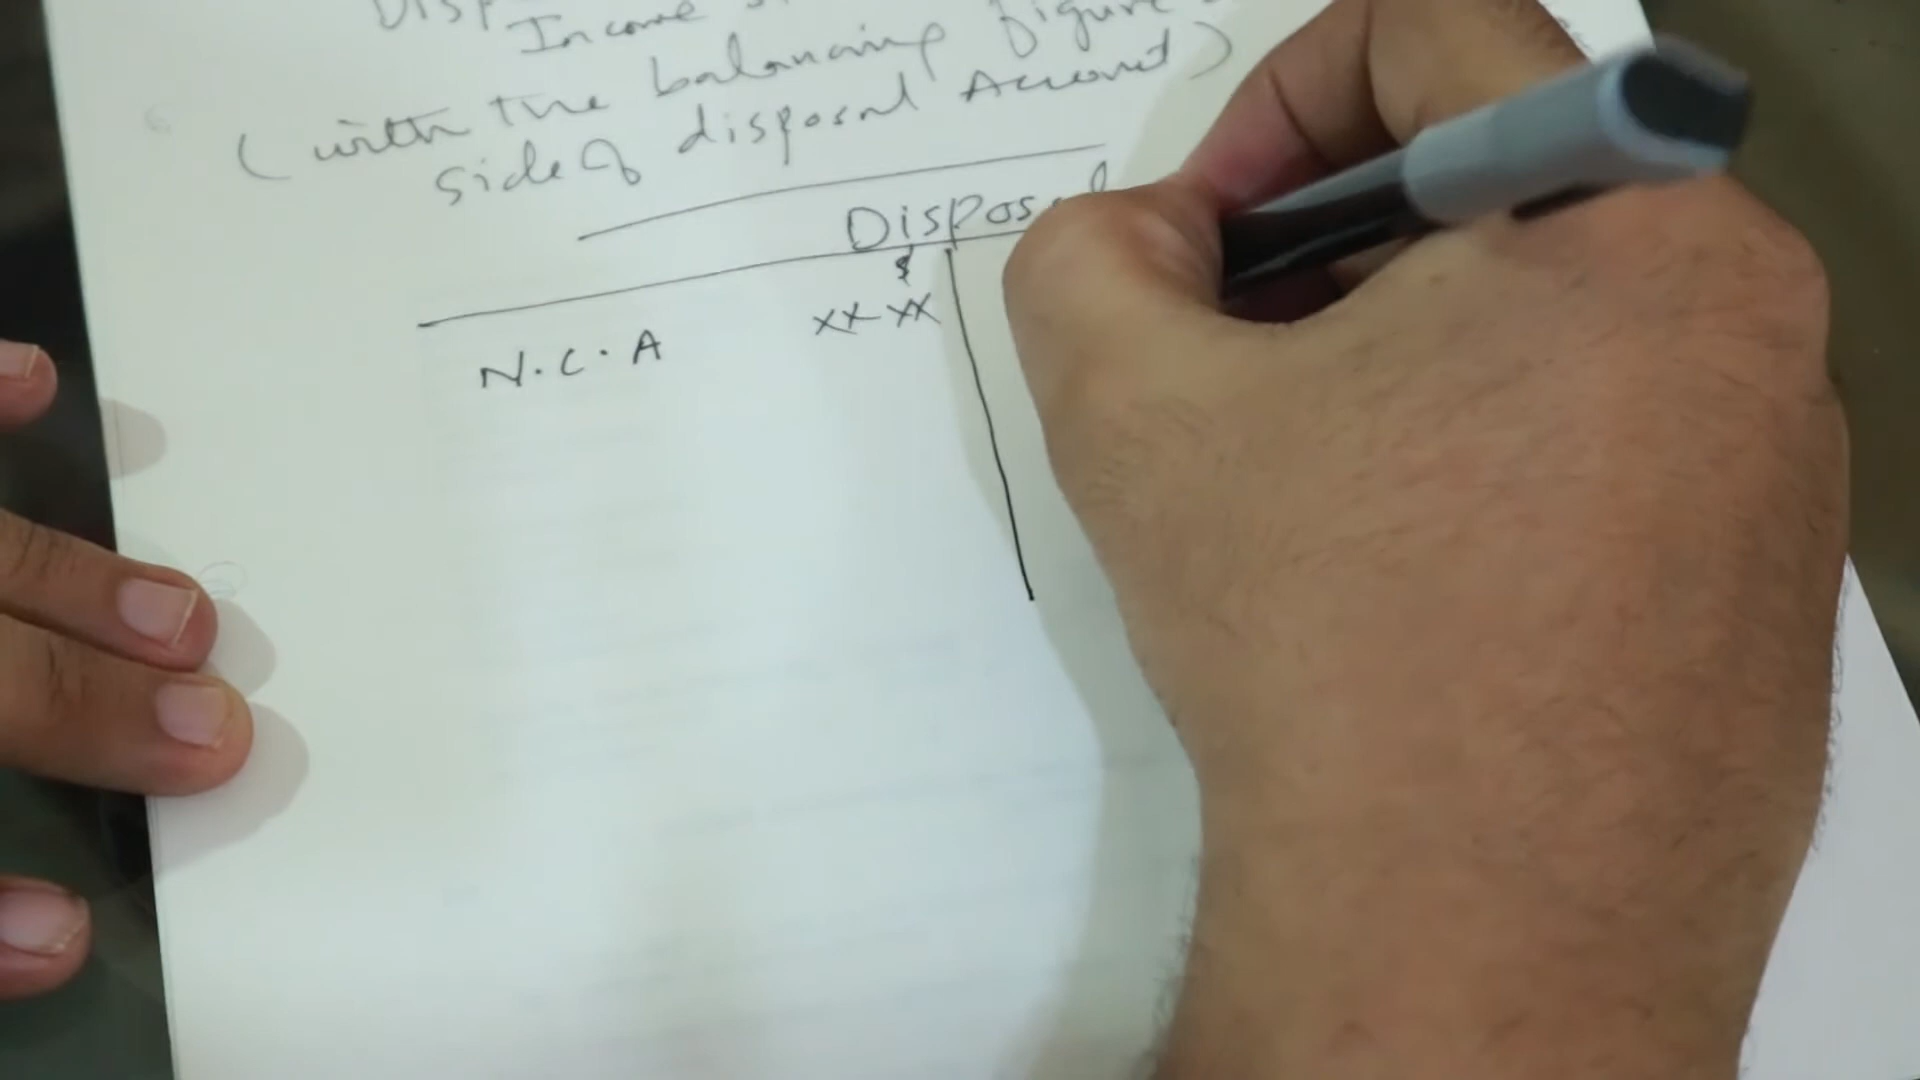 Income
(with the balancing figure
side of disposal Account)
Disposal
$
N.C.A xx xx